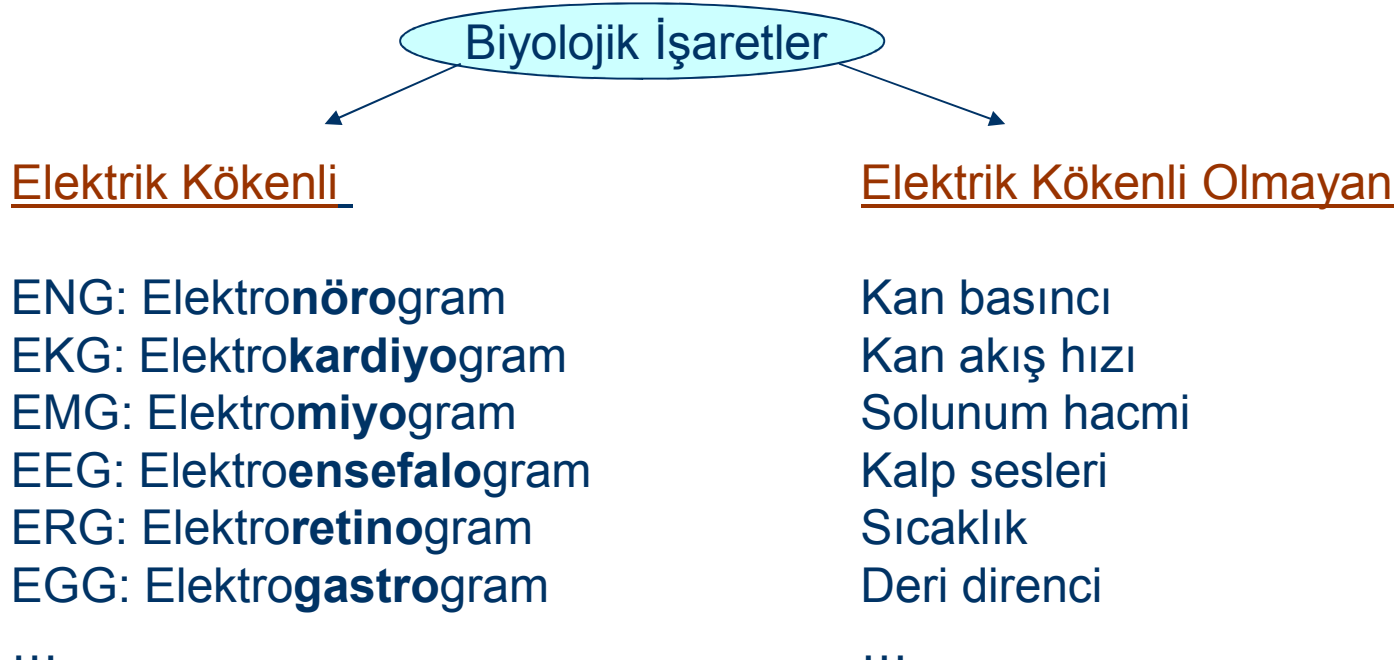 Biyolojik İşaretler
Elektrik Kökenli
ENG: Elektronörogram
EKG: Elektrokardiyogram
EMG: Elektromiyogram
EEG: Elektroensefalogram
ERG: Elektroretinogram
EGG: Elektrogastrogram
…
Elektrik Kökenli Olmayan
Kan basıncı
Kan akış hızı
Solunum hacmi
Kalp sesleri
Sıcaklık
Deri direnci
…